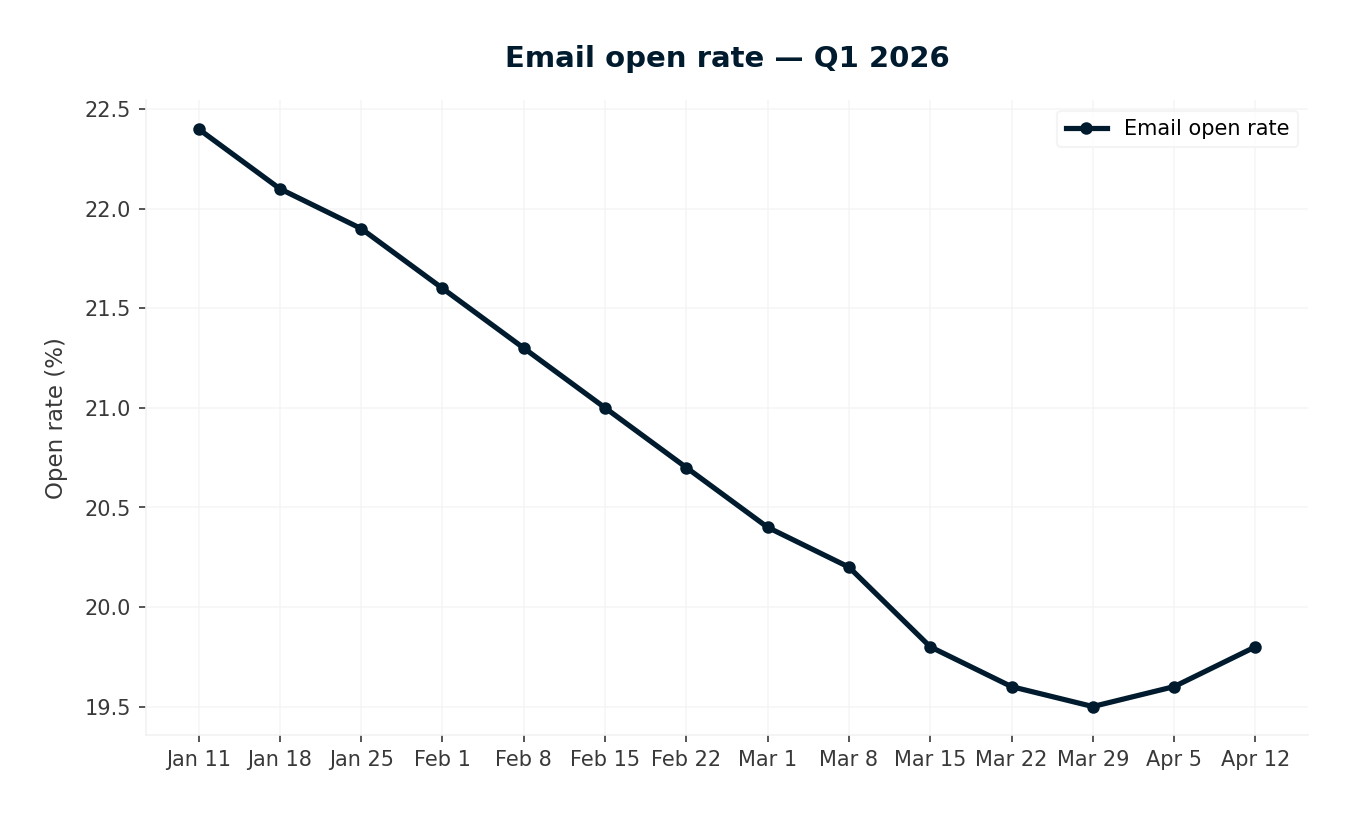 Email open rate — Q1 2026
Email open rate
Open rate (%)
22.5
22.0
21.5
21.0
20.5
20.0
19.5
Jan 11 Jan 18 Jan 25 Feb 1 Feb 8 Feb 15 Feb 22 Mar 1 Mar 8 Mar 15 Mar 22 Mar 29 Apr 5 Apr 12